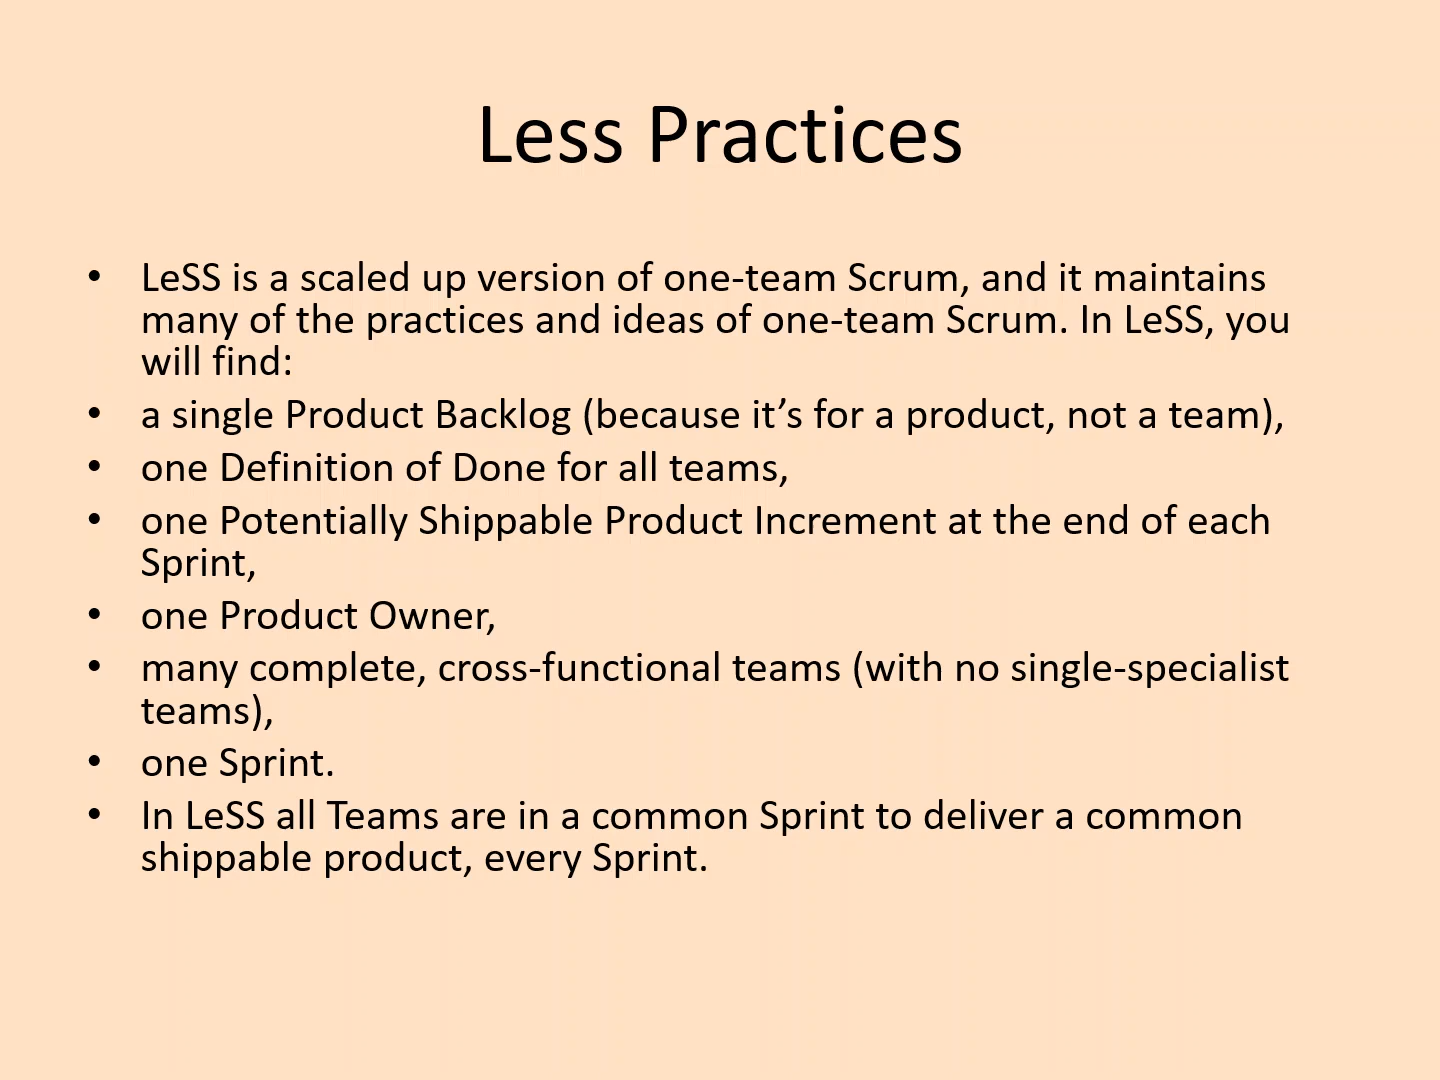 Less Practices
• LeSS is a scaled up version of one-team Scrum, and it maintains
many of the practices and ideas of one-team Scrum. In LeSS, you
will find:
• a single Product Backlog (because it’s for a product, not a team),
• one Definition of Done for all teams,
• one Potentially Shippable Product Increment at the end of each
Sprint,
• one Product Owner,
• many complete, cross-functional teams (with no single-specialist
teams),
• one Sprint.
• In LeSS all Teams are in a common Sprint to deliver a common
shippable product, every Sprint.